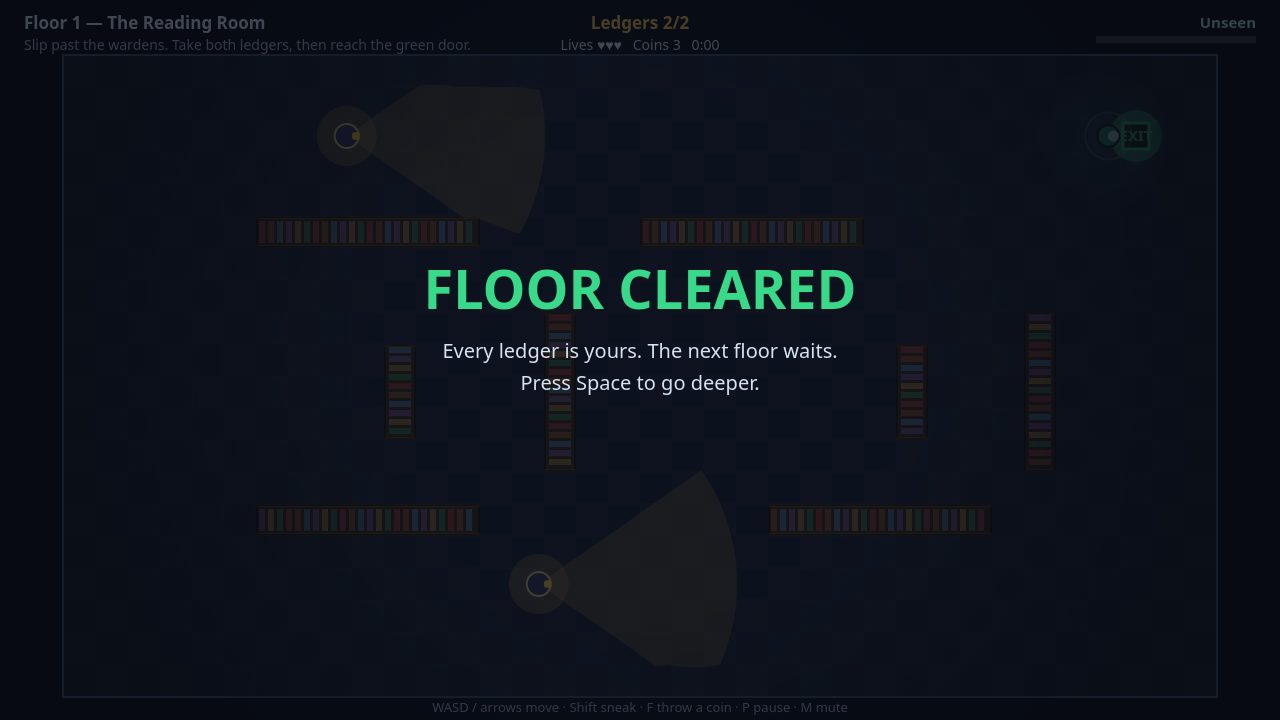 Floor 1 — The Reading Room
Ledgers 2/2
Unseen
Slip past the wardens. Take both ledgers, then reach the green door.
Lives ♥♥♥ Coins 3 0:00
EXIT
FLOOR CLEARED
Every ledger is yours. The next floor waits.
Press Space to go deeper.
WASD / arrows move · Shift sneak · F throw a coin · P pause · M mute